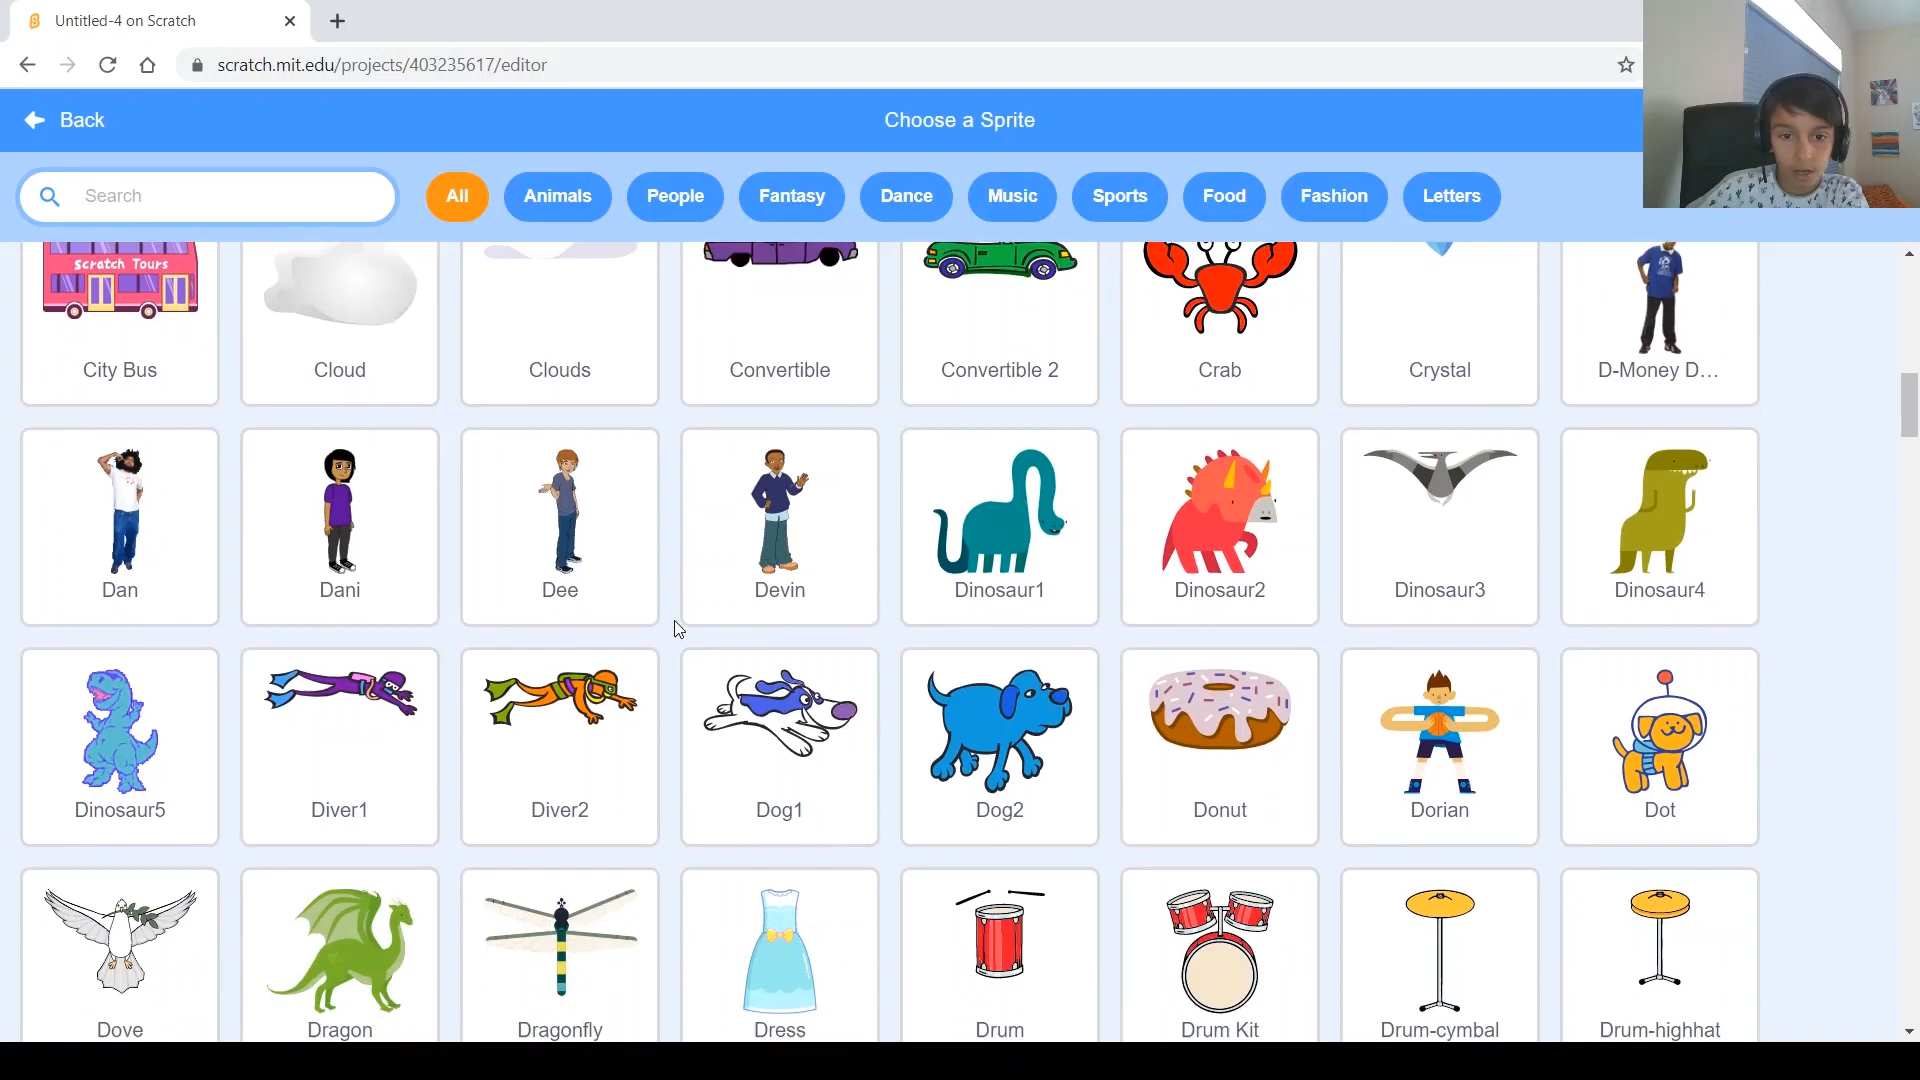 Untitled-4 on Scratch
scratch.mit.edu/projects/403235617/editor
Back
Choose a Sprite
Search
All
Animals
People
Fantasy
Dance
Music
Sports
Food
Fashion
Letters
Scratch Tours
City Bus
Cloud
Clouds
Convertible
Convertible 2
Crab
Crystal
D-Money D...
Dan
Dani
Dee
Devin
Dinosaur1
Dinosaur2
Dinosaur3
Dinosaur4
Dinosaur5
Diver1
Diver2
Dog1
Dog2
Donut
Dorian
Dot
Dove
Dragon
Dragonfly
Dress
Drum
Drum Kit
Drum-cymbal
Drum-highhat